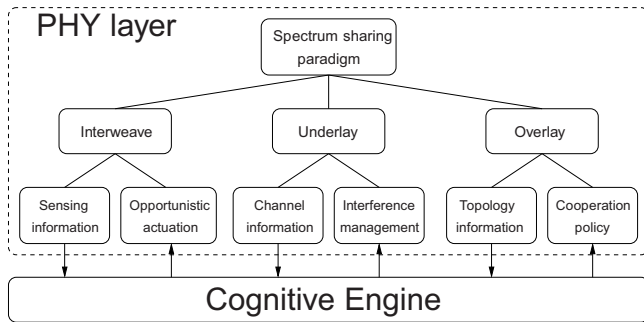 PHY layer
Spectrum sharing
paradigm
Interweave
Underlay
Overlay
Sensing
information
Opportunistic
actuation
Channel
information
Interference
management
Topology
information
Cooperation
policy
Cognitive Engine